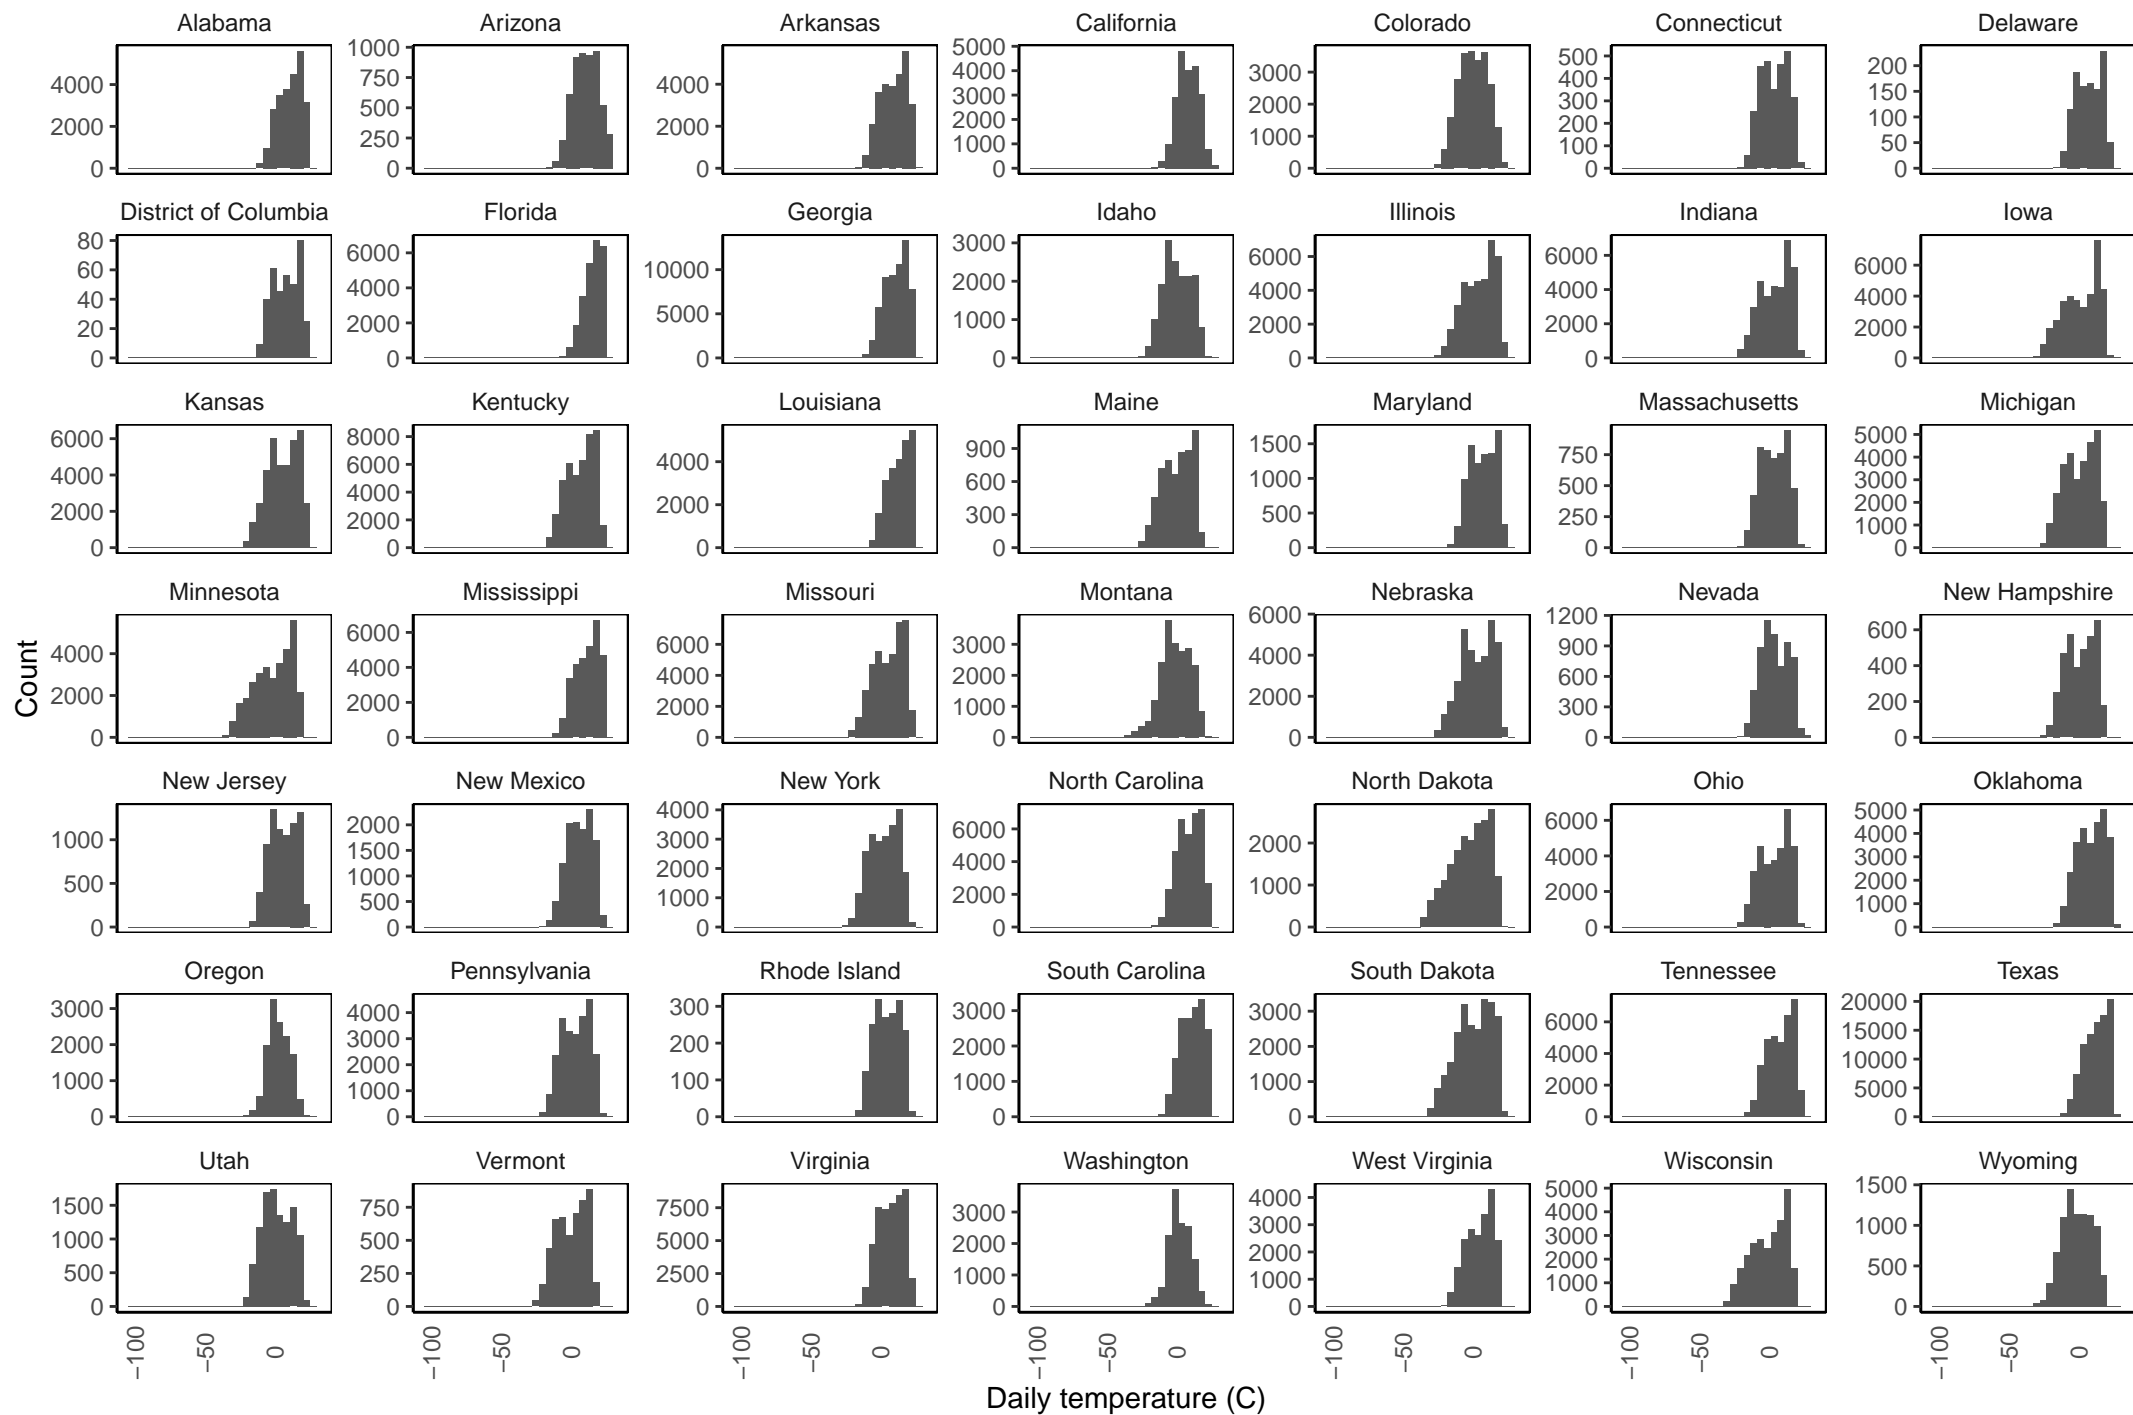 Alabama Arizona Arkansas California Colorado Connecticut Delaware
4000 2000 0
1000 750 500 250 0
4000 2000 0
5000 4000 3000 2000 1000 0
3000 2000 1000 0
500 400 300 200 100 0
200 150 100 50 0
District of Columbia Florida Georgia Idaho Illinois Indiana Iowa
80 60 40 20 0
6000 4000 2000 0
10000 5000 0
3000 2000 1000 0
6000 4000 2000 0
6000 4000 2000 0
6000 4000 2000 0
Kansas Kentucky Louisiana Maine Maryland Massachusetts Michigan
6000 4000 2000 0
8000 6000 4000 2000 0
4000 2000 0
900 600 300 0
1500 1000 500 0
750 500 250 0
5000 4000 3000 2000 1000 0
Minnesota Mississippi Missouri Montana Nebraska Nevada New Hampshire
4000 2000 0
6000 4000 2000 0
6000 4000 2000 0
3000 2000 1000 0
6000 4000 2000 0
1200 900 600 300 0
600 400 200 0
Count
New Jersey New Mexico New York North Carolina North Dakota Ohio Oklahoma
1000 500 0
2000 1500 1000 500 0
4000 3000 2000 1000 0
6000 4000 2000 0
2000 1000 0
6000 4000 2000 0
5000 4000 3000 2000 1000 0
Oregon Pennsylvania Rhode Island South Carolina South Dakota Tennessee Texas
3000 2000 1000 0
4000 3000 2000 1000 0
300 200 100 0
3000 2000 1000 0
3000 2000 1000 0
6000 4000 2000 0
20000 15000 10000 5000 0
Utah Vermont Virginia Washington West Virginia Wisconsin Wyoming
1500 1000 500 0
750 500 250 0
7500 5000 2500 0
3000 2000 1000 0
4000 3000 2000 1000 0
5000 4000 3000 2000 1000 0
1500 1000 500 0
−100 −50 0 −100 −50 0 −100 −50 0 −100 −50 0 −100 −50 0 −100 −50 0 −100 −50 0
Daily temperature (C)